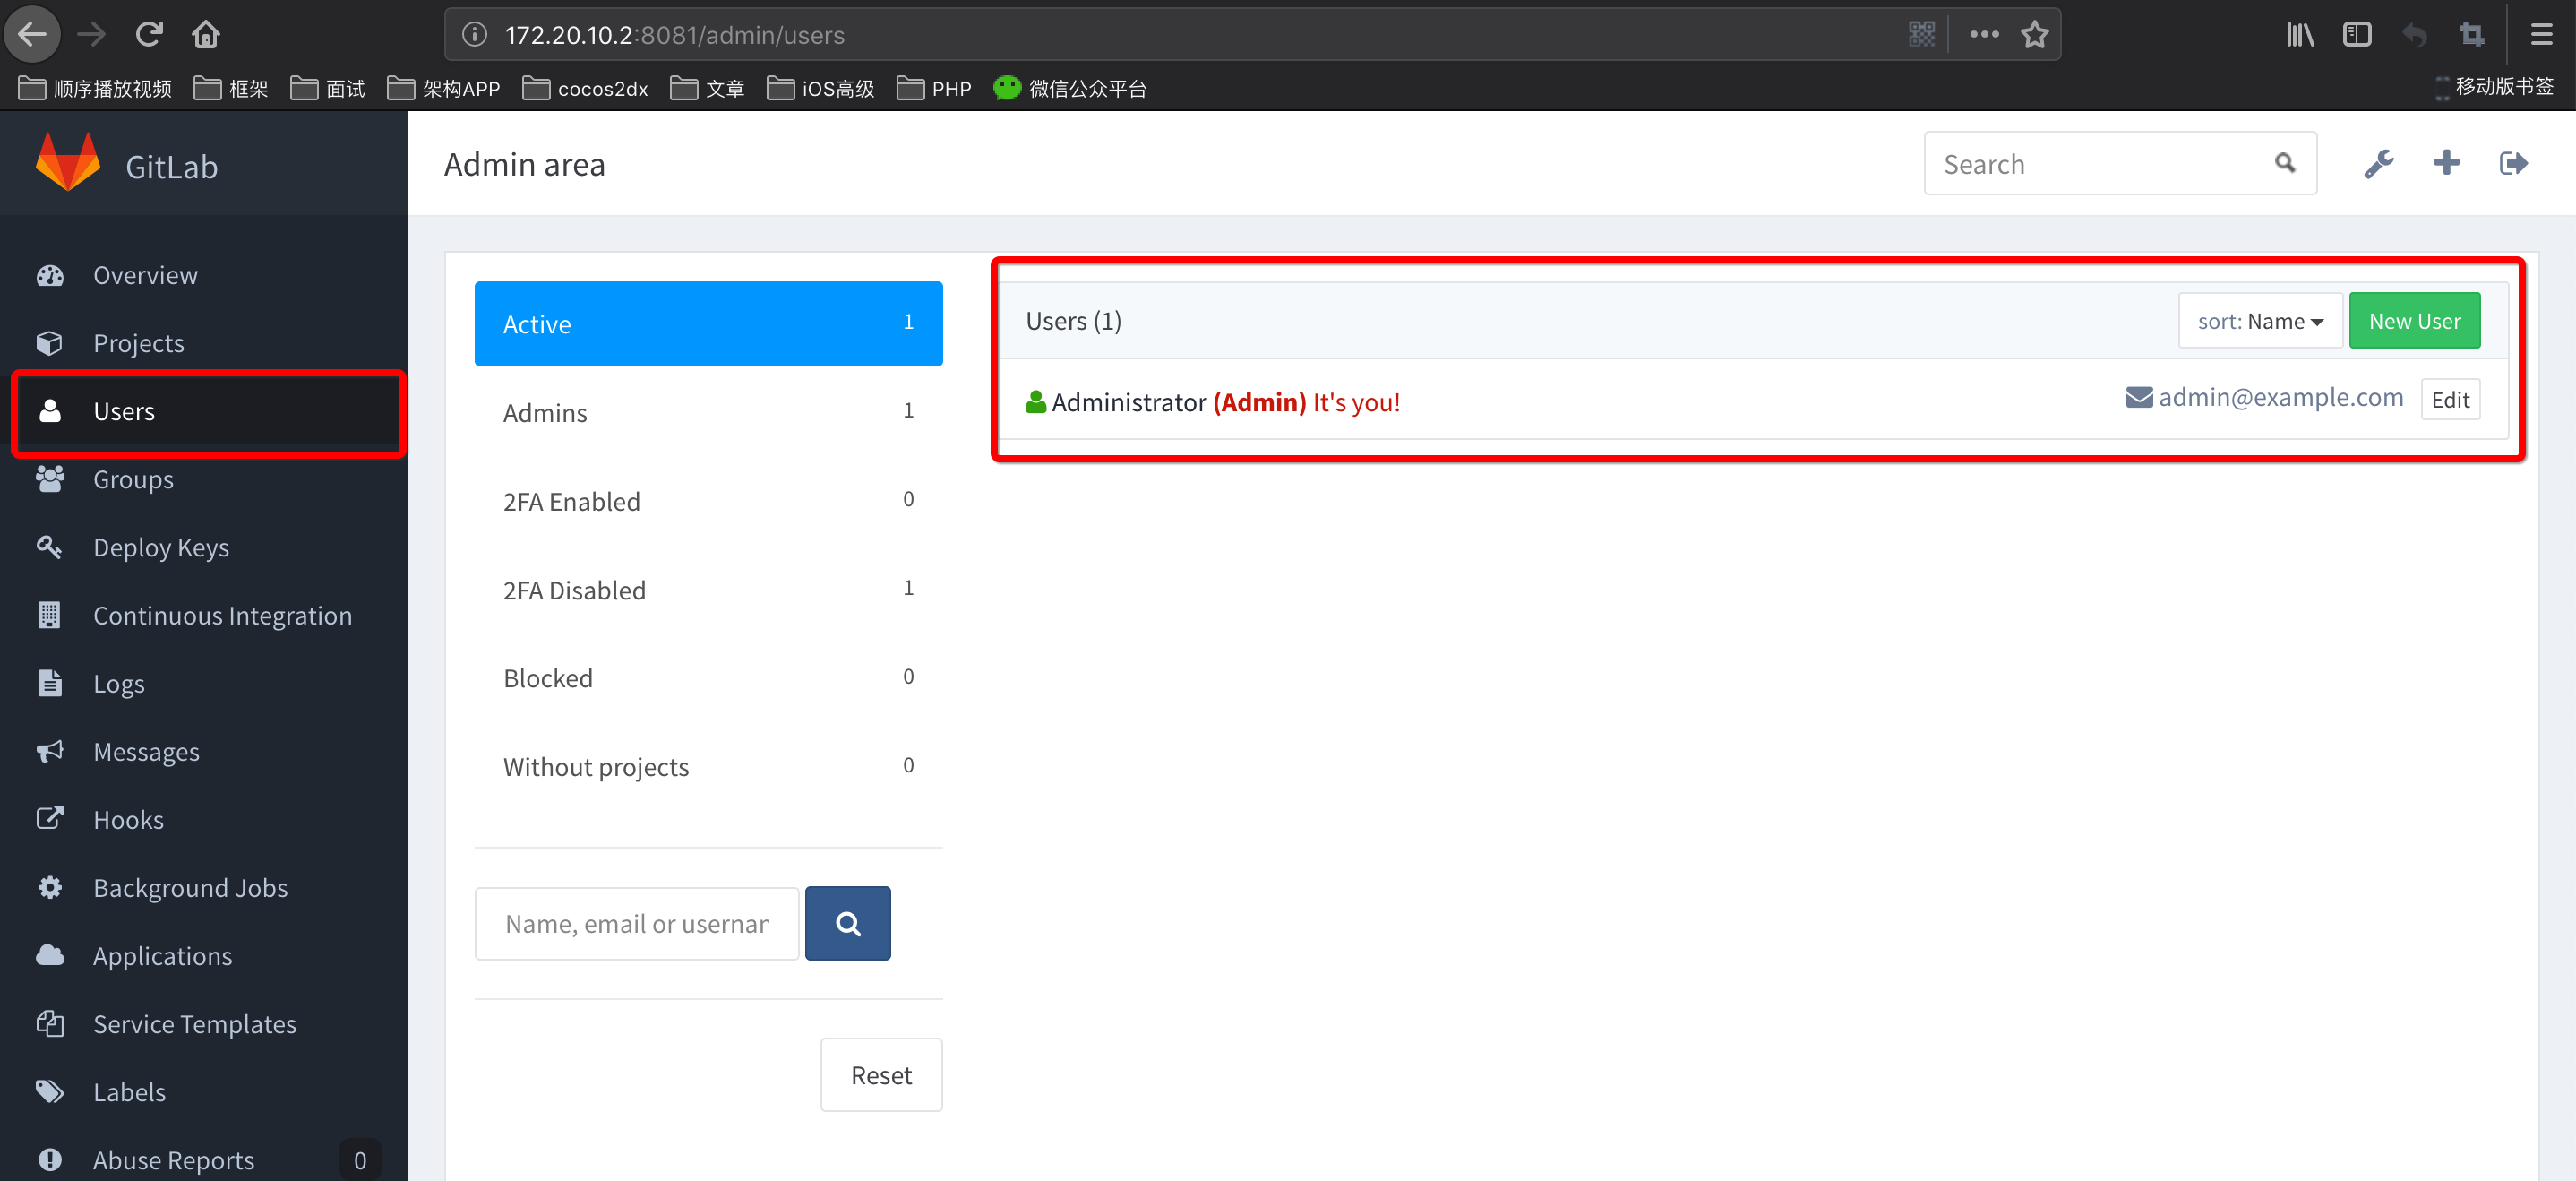 172.20.10.2:8081/admin/users
顺序播放视频 框架 面试 架构APP cocos2dx 文章 iOS高级 PHP 微信公众平台 移动版书签
GitLab
Admin area
Search
Overview
Projects
Users
Groups
Deploy Keys
Continuous Integration
Logs
Messages
Hooks
Background Jobs
Applications
Service Templates
Labels
Abuse Reports 0
Active 1
Admins 1
2FA Enabled 0
2FA Disabled 1
Blocked 0
Without projects 0
Name, email or usernan
Reset
Users (1)
sort: Name
New User
Administrator (Admin) It's you!
admin@example.com
Edit